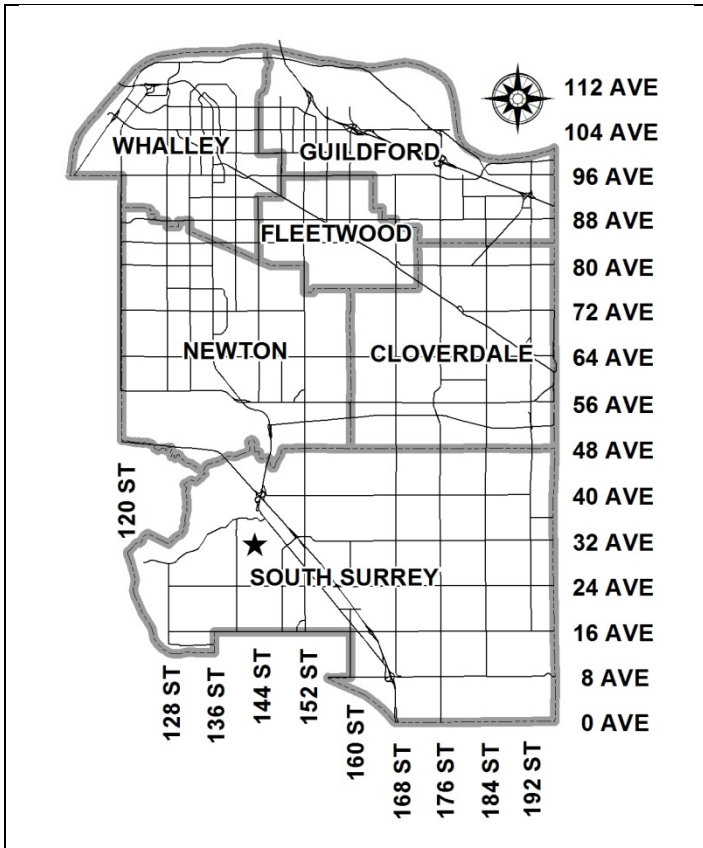 112 AVE
104 AVE
WHALLEY
GUILDFORD
96 AVE
88 AVE
FLEETWOOD
80 AVE
72 AVE
NEWTON
CLOVERDALE
64 AVE
56 AVE
48 AVE
120 ST
40 AVE
32 AVE
SOUTH SURREY
24 AVE
16 AVE
128 ST
136 ST
144 ST
152 ST
160 ST
8 AVE
0 AVE
168 ST
176 ST
184 ST
192 ST